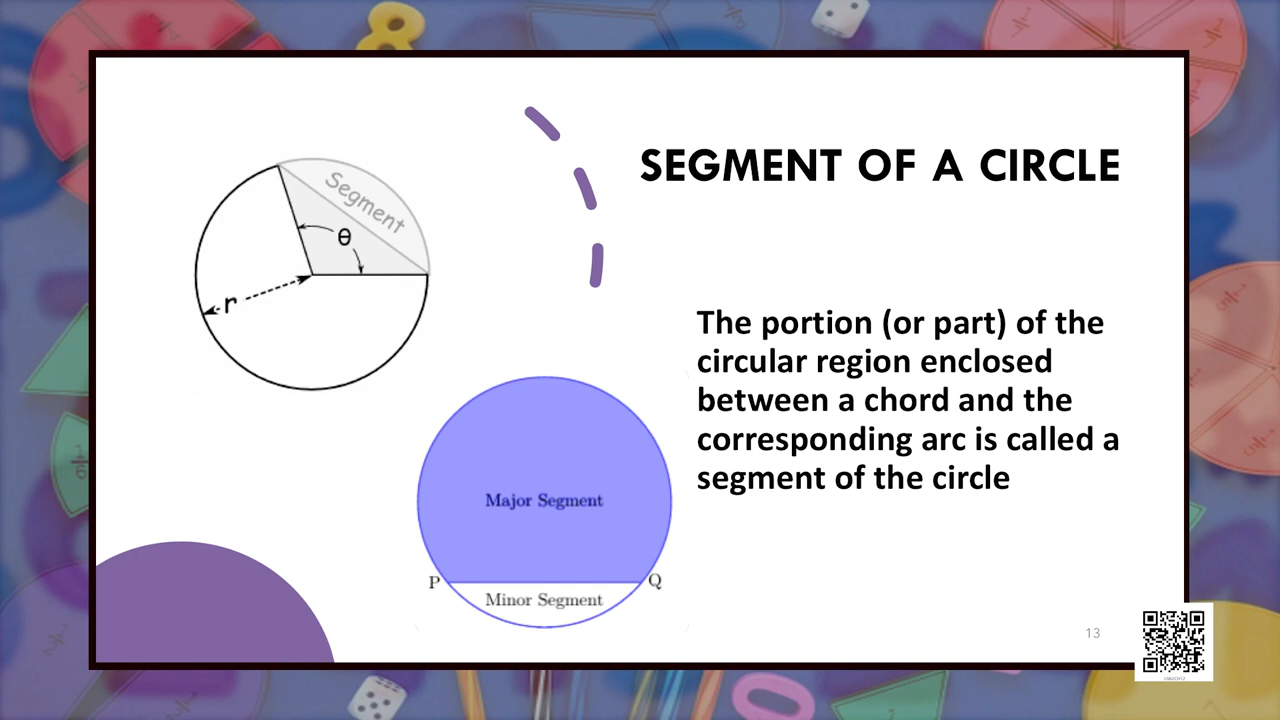 SEGMENT OF A CIRCLE
Segment
θ
r
The portion (or part) of the
circular region enclosed
between a chord and the
corresponding arc is called a
segment of the circle
Major Segment
P
Q
Minor Segment
13